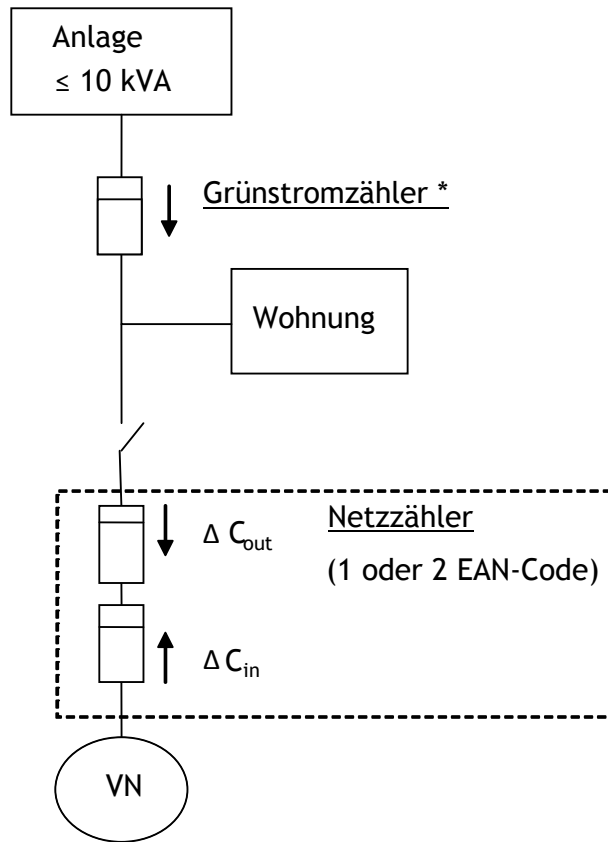 Anlage
≤ 10 kVA
Grünstromzähler *
Wohnung
Netzzähler
Δ Cout
(1 oder 2 EAN-Code)
Δ Cin
VN